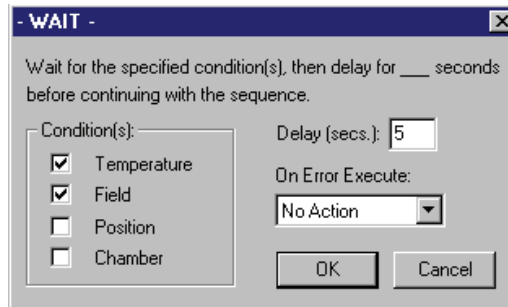 - WAIT -
Wait for the specified condition(s), then delay for ___ seconds
before continuing with the sequence.
Condition(s):
Temperature
Field
Position
Chamber
Delay (secs.): 5
On Error Execute:
No Action
OK Cancel